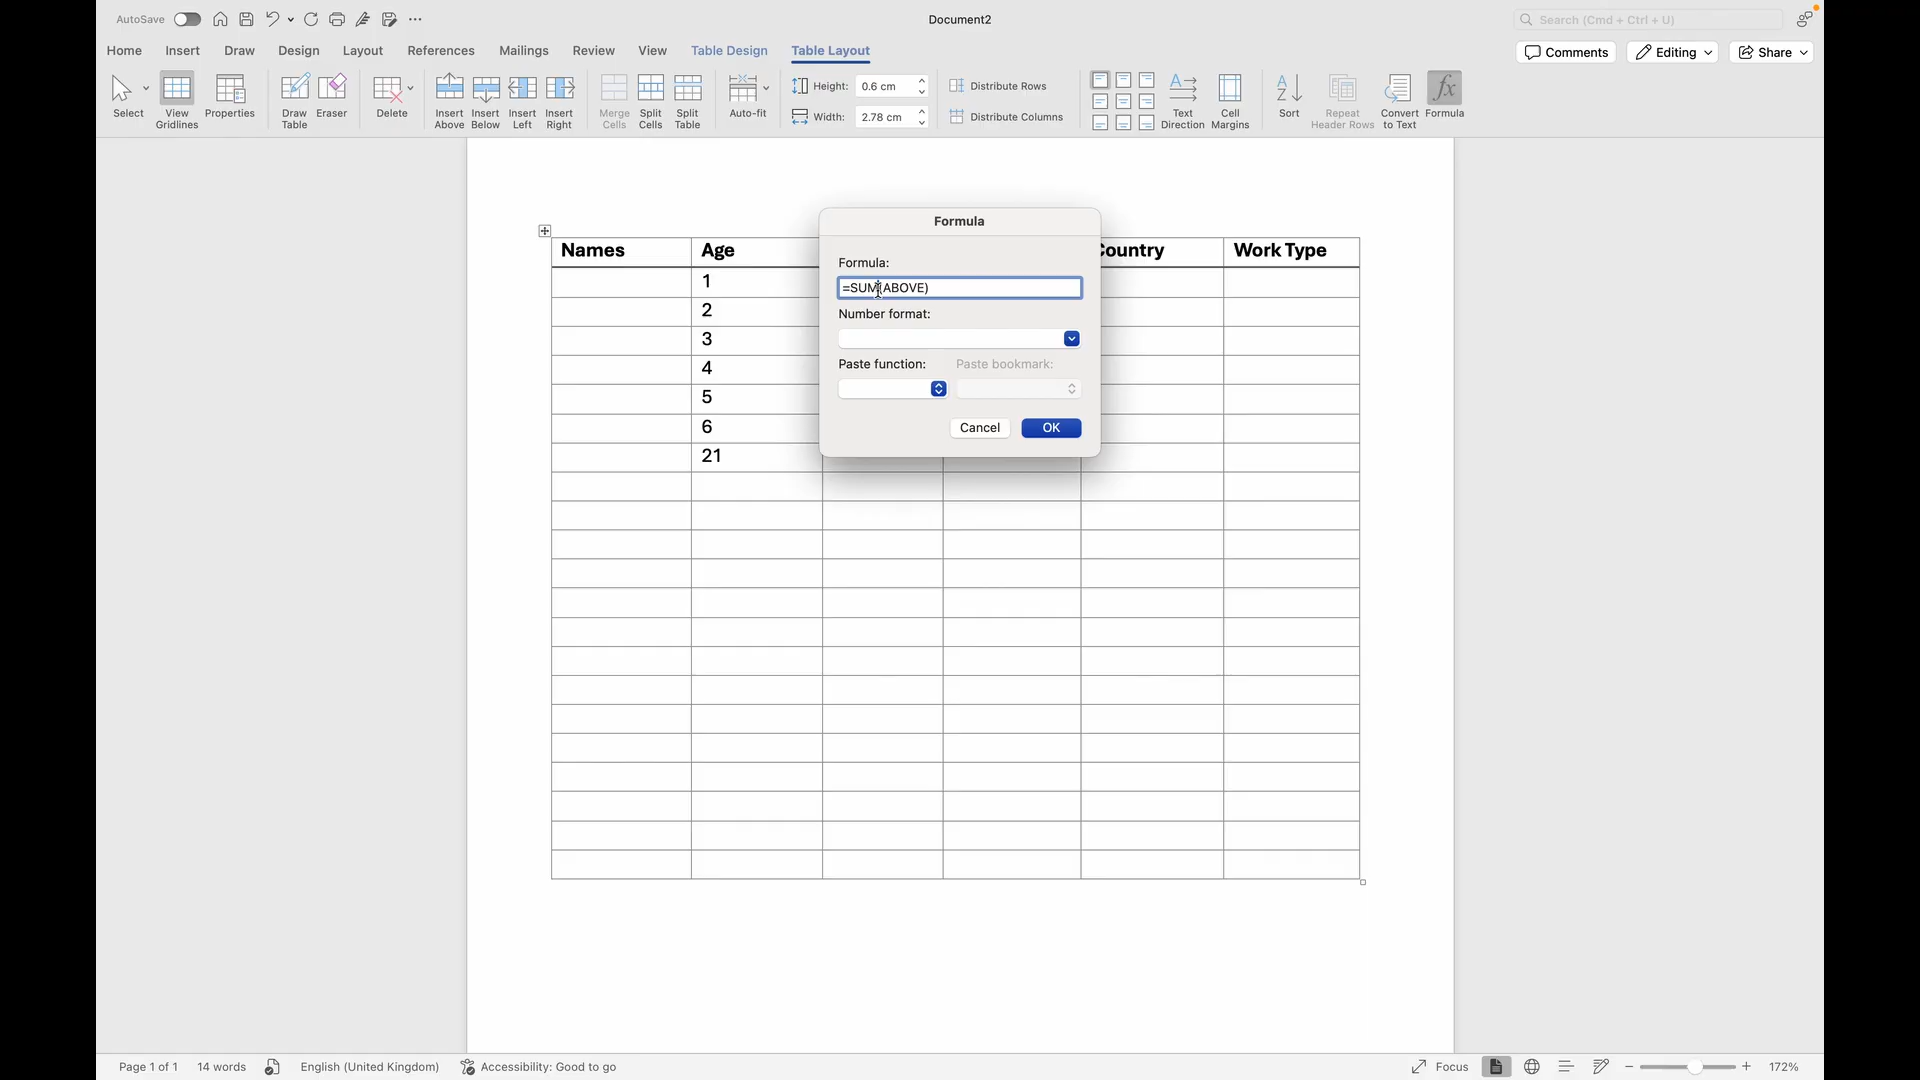 AutoSave
Document2
Search (Cmd + Ctrl + U)
Home Insert Draw Design Layout References Mailings Review View Table Design Table Layout
Comments Editing Share
Select
View Gridlines
Properties
Draw Table
Eraser
Delete
Insert Above
Insert Below
Insert Left
Insert Right
Merge Cells
Split Cells
Split Table
Auto-fit
Height: 0.6 cm
Width: 2.78 cm
Distribute Rows
Distribute Columns
Text Direction
Cell Margins
Sort
Repeat Header Rows
Convert to Text
Formula
Names Age Country Work Type
1
2
3
4
5
6
21
Formula
Formula:
=SUM(ABOVE)
Number format:
Paste function: Paste bookmark:
Cancel OK
Page 1 of 1 14 words English (United Kingdom) Accessibility: Good to go Focus 172%